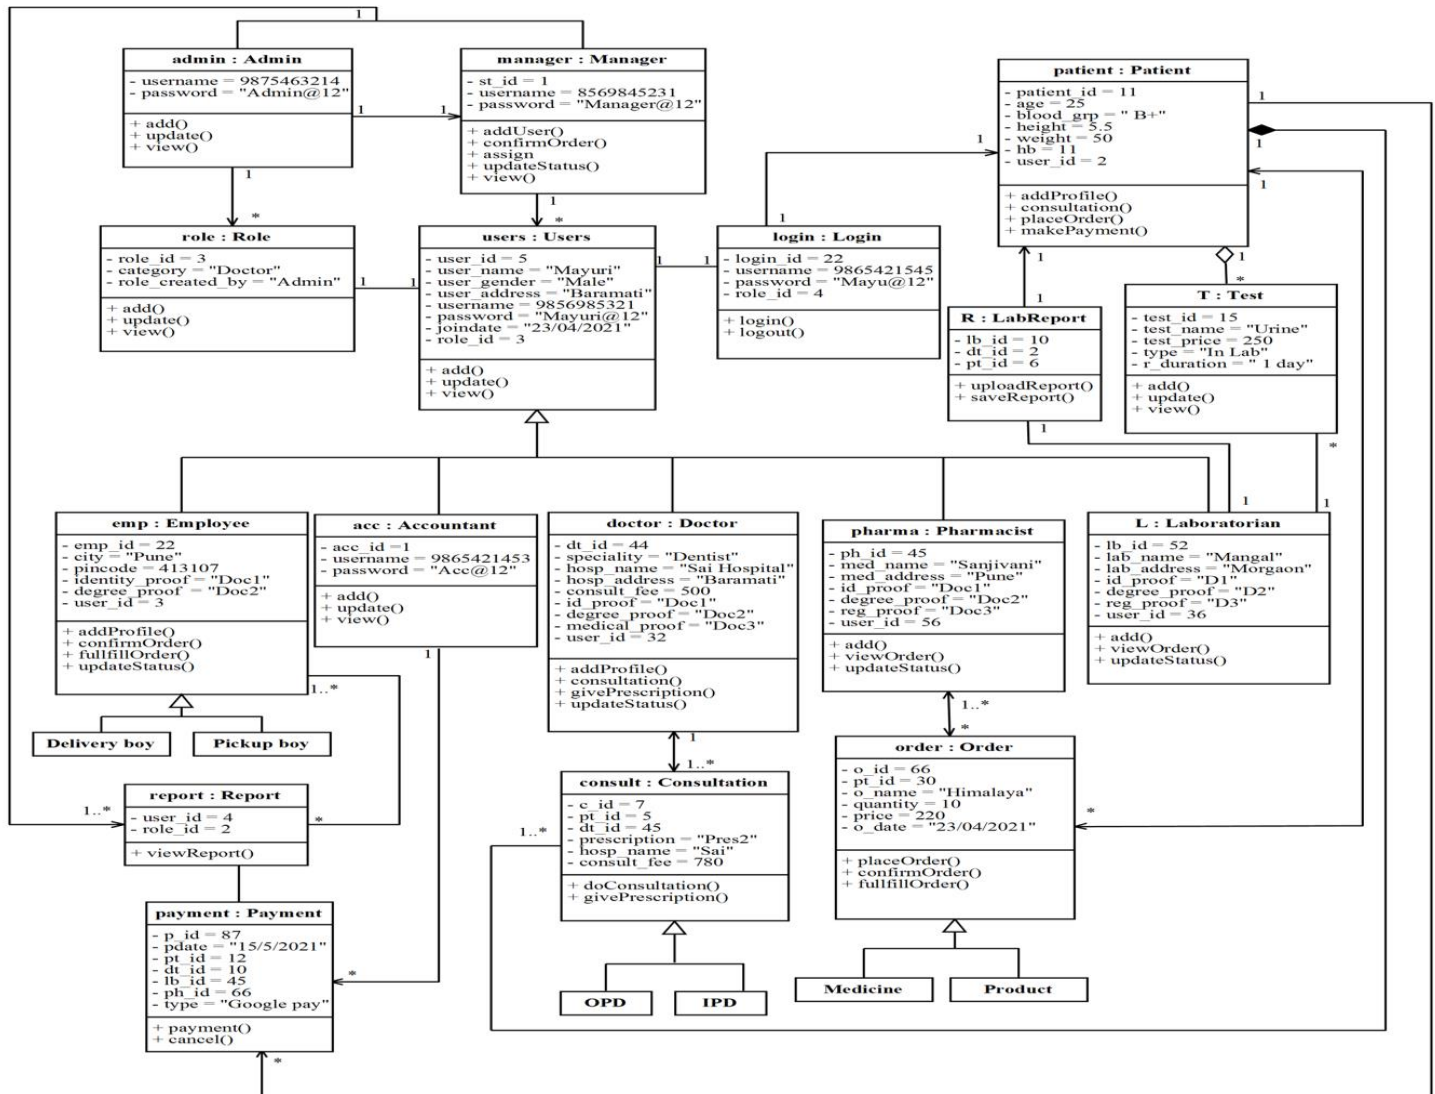 1
admin : Admin
- username = 9875463214
- password = "Admin@12"
+ add()
+ update()
+ view()
1
1
1
*
manager : Manager
- st_id = 1
- username = 8569845231
- password = "Manager@12"
+ addUser()
+ confirmOrder()
+ assign
+ updateStatus()
+ view()
1
*
patient : Patient
- patient_id = 11
- age = 25
- blood_grp = " B+"
- height = 5.5
- weight = 50
- hb = 11
- user_id = 2
+ addProfile()
+ consultation()
+ placeOrder()
+ makePayment()
1
1
1
1
1
1
role : Role
- role_id = 3
- category = "Doctor"
- role_created_by = "Admin"
+ add()
+ update()
+ view()
1
1
users : Users
- user_id = 5
- user_name = "Mayuri"
- user_gender = "Male"
- user_address = "Baramati"
- username = 9856985321
- password = "Mayuri@12"
- joindate = "23/04/2021"
- role_id = 3
+ add()
+ update()
+ view()
1
1
1
login : Login
- login_id = 22
- username = 9865421545
- password = "Mayu@12"
- role_id = 4
+ login()
+ logout()
1
R : LabReport
- lb_id = 10
- dt_id = 2
- pt_id = 6
+ uploadReport()
+ saveReport()
1
*
T : Test
- test_id = 15
- test_name = "Urine"
- test_price = 250
- type = "In Lab"
- r_duration = " 1 day"
+ add()
+ update()
+ view()
*
1
1
emp : Employee
- emp_id = 22
- city = "Pune"
- pincode = 413107
- identity_proof = "Doc1"
- degree_proof = "Doc2"
- user_id = 3
+ addProfile()
+ confirmOrder()
+ fullfillOrder()
+ updateStatus()
1..*
acc : Accountant
- acc_id =1
- username = 9865421453
- password = "Acc@12"
+ add()
+ update()
+ view()
1
doctor : Doctor
- dt_id = 44
- speciality = "Dentist"
- hosp_name = "Sai Hospital"
- hosp_address = "Baramati"
- consult_fee = 500
- id_proof = "Doc1"
- degree_proof = "Doc2"
- medical_proof = "Doc3"
- user_id = 32
+ addProfile()
+ consultation()
+ givePrescription()
+ updateStatus()
1
1..*
pharma : Pharmacist
- ph_id = 45
- med_name = "Sanjivani"
- med_address = "Pune"
- id_proof = "Doc1"
- degree_proof = "Doc2"
- reg_proof = "Doc3"
- user_id = 56
+ add()
+ viewOrder()
+ updateStatus()
1..*
*
L : Laboratorian
- lb_id = 52
- lab_name = "Mangal"
- lab_address = "Morgaon"
- id_proof = "D1"
- degree_proof = "D2"
- reg_proof = "D3"
- user_id = 36
+ add()
+ viewOrder()
+ updateStatus()
Delivery boy
Pickup boy
1..*
report : Report
- user_id = 4
- role_id = 2
+ viewReport()
*
consult : Consultation
- c_id = 7
- pt_id = 5
- dt_id = 45
- prescription = "Pres2"
- hosp_name = "Sai"
- consult_fee = 780
+ doConsultation()
+ givePrescription()
1..*
order : Order
- o_id = 66
- pt_id = 30
- o_name = "Himalaya"
- quantity = 10
- price = 220
- o_date = "23/04/2021"
+ placeOrder()
+ confirmOrder()
+ fullfillOrder()
*
payment : Payment
- p_id = 87
- pdate = "15/5/2021"
- pt_id = 12
- dt_id = 10
- lb_id = 45
- ph_id = 66
- type = "Google pay"
+ payment()
+ cancel()
*
*
OPD
IPD
Medicine
Product